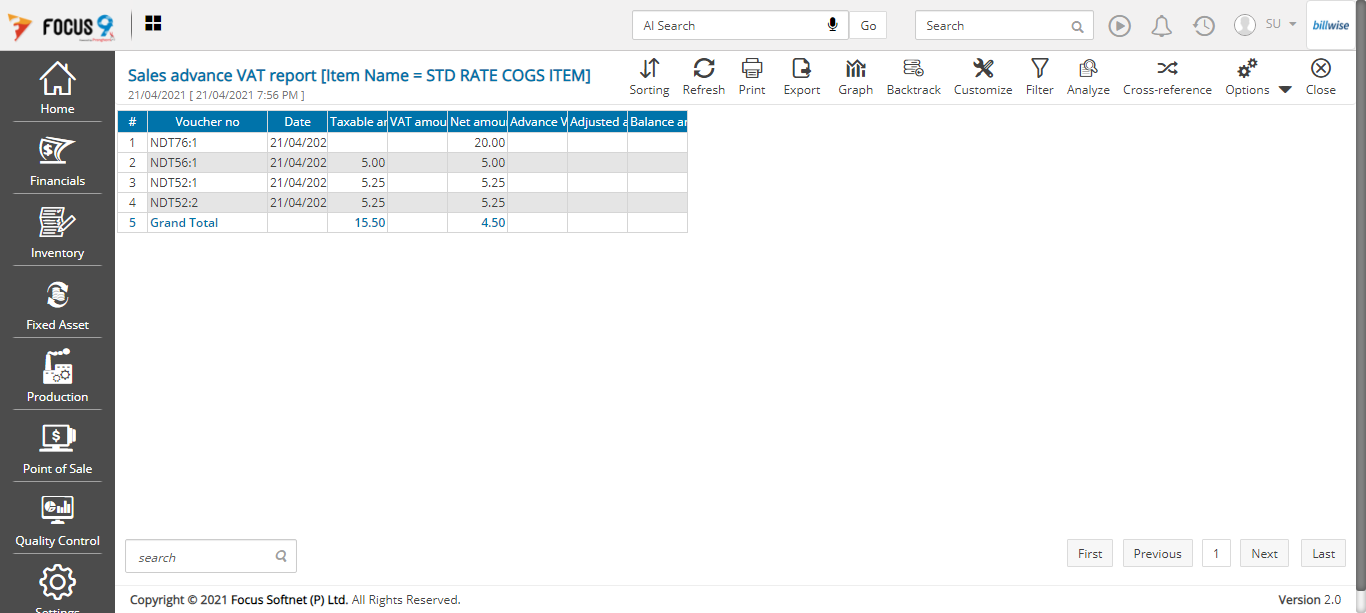 FOCUS 9
AI Search
Go
Search
SU
billwise
Home
Financials
Inventory
Fixed Asset
Production
Point of Sale
Quality Control
Settings
Sales advance VAT report [Item Name = STD RATE COGS ITEM]
21/04/2021 [ 21/04/2021 7:56 PM ]
Sorting Refresh Print Export Graph Backtrack Customize Filter Analyze Cross-reference Options Close
# Voucher no Date Taxable ar VAT amou Net amou Advance V Adjusted a Balance ar
1 NDT76:1 21/04/202 20.00
2 NDT56:1 21/04/202 5.00 5.00
3 NDT52:1 21/04/202 5.25 5.25
4 NDT52:2 21/04/202 5.25 5.25
5 Grand Total 15.50 4.50
search
First Previous 1 Next Last
Copyright © 2021 Focus Softnet (P) Ltd. All Rights Reserved.
Version 2.0